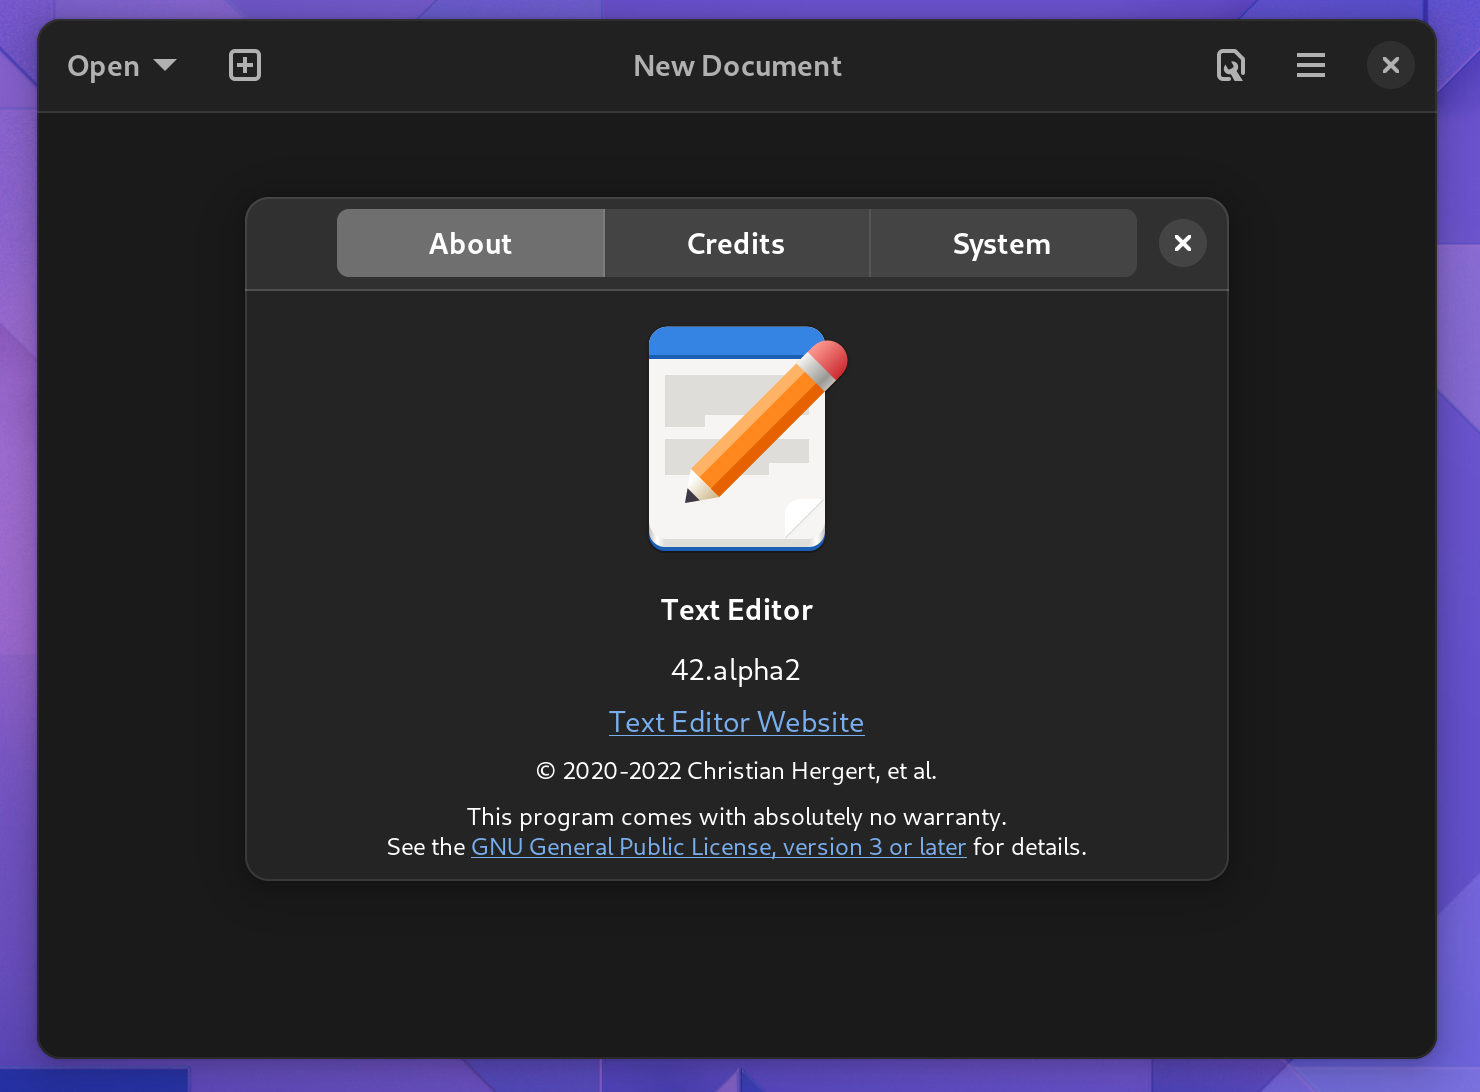 Open
New Document
About
Credits
System
Text Editor
42.alpha2
Text Editor Website
© 2020-2022 Christian Hergert, et al.
This program comes with absolutely no warranty.
See the GNU General Public License, version 3 or later for details.